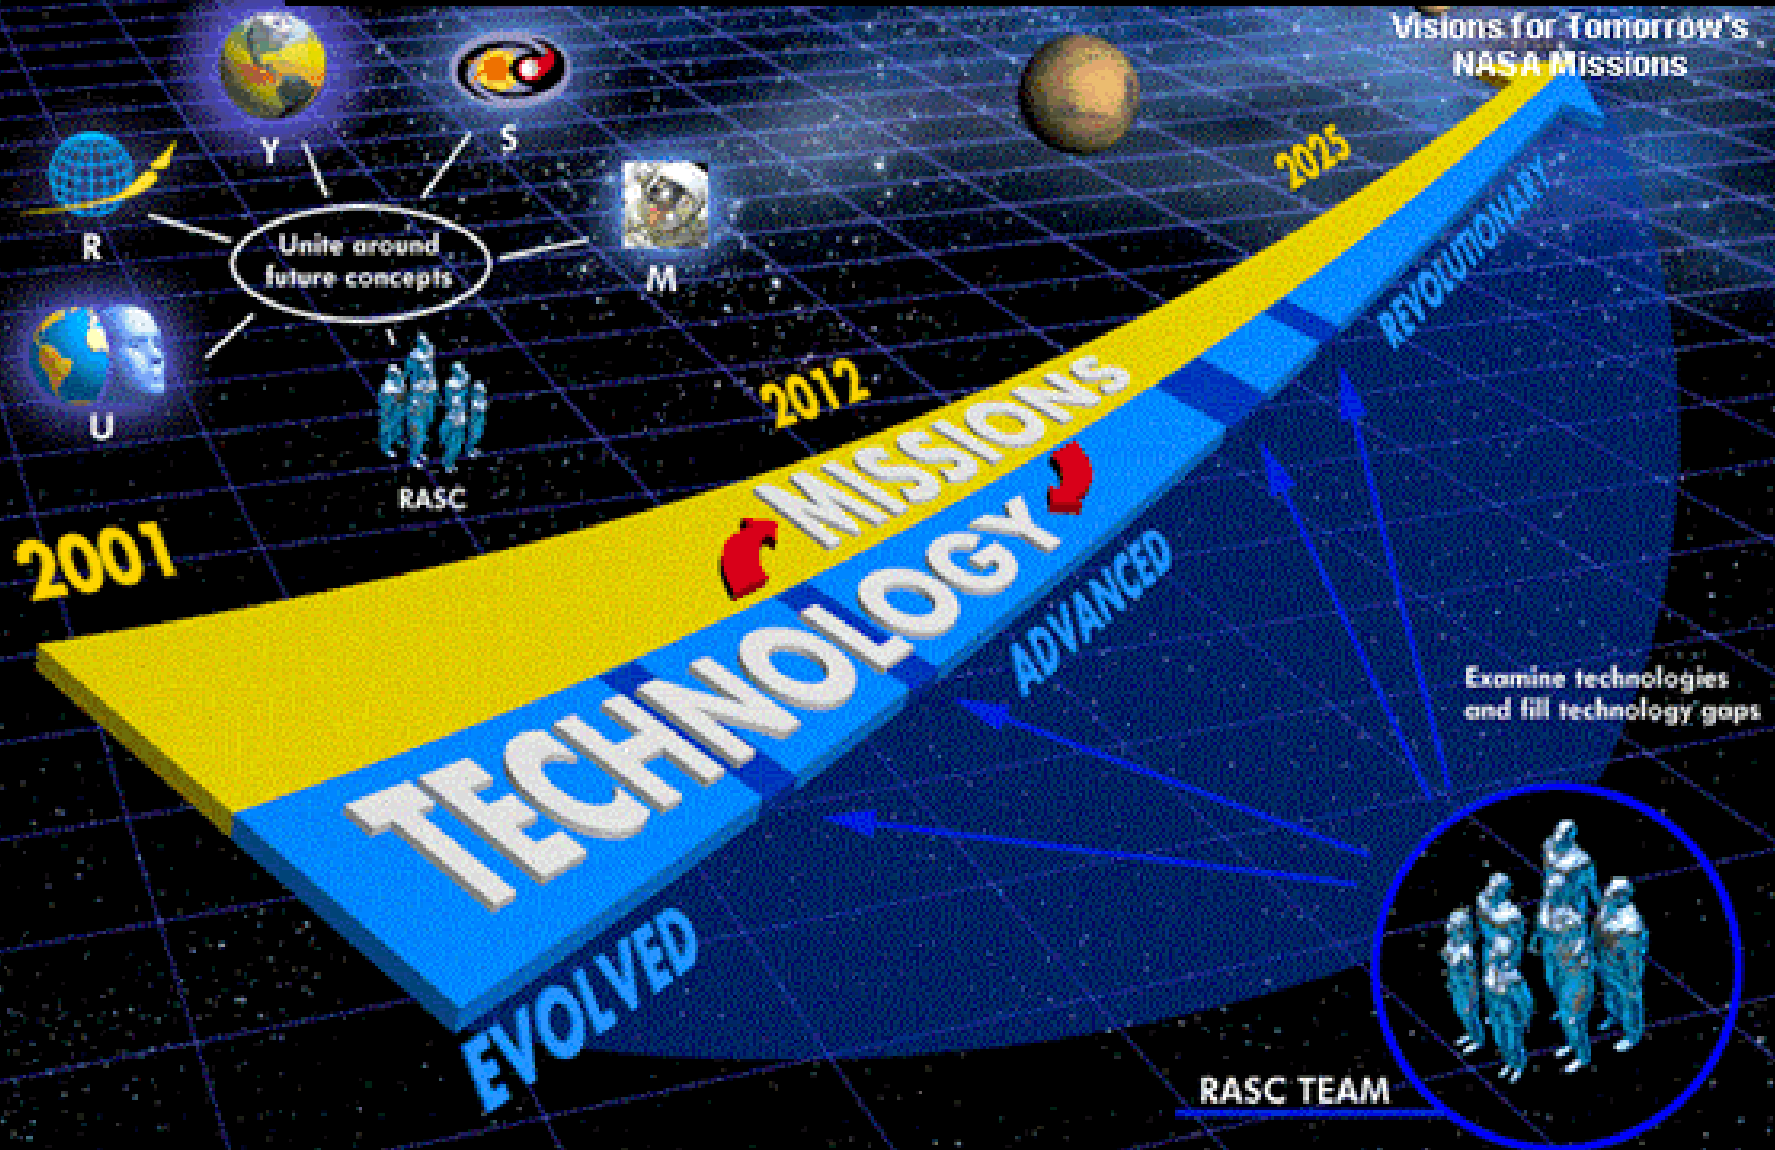 Visions for Tomorrow's
NASA Missions
Y
S
R
M
U
Unite around
future concepts
RASC
2001
2012
2025
MISSIONS
TECHNOLOGY
EVOLVED
ADVANCED
REVOLUTIONARY
Examine technologies
and fill technology gaps
RASC TEAM